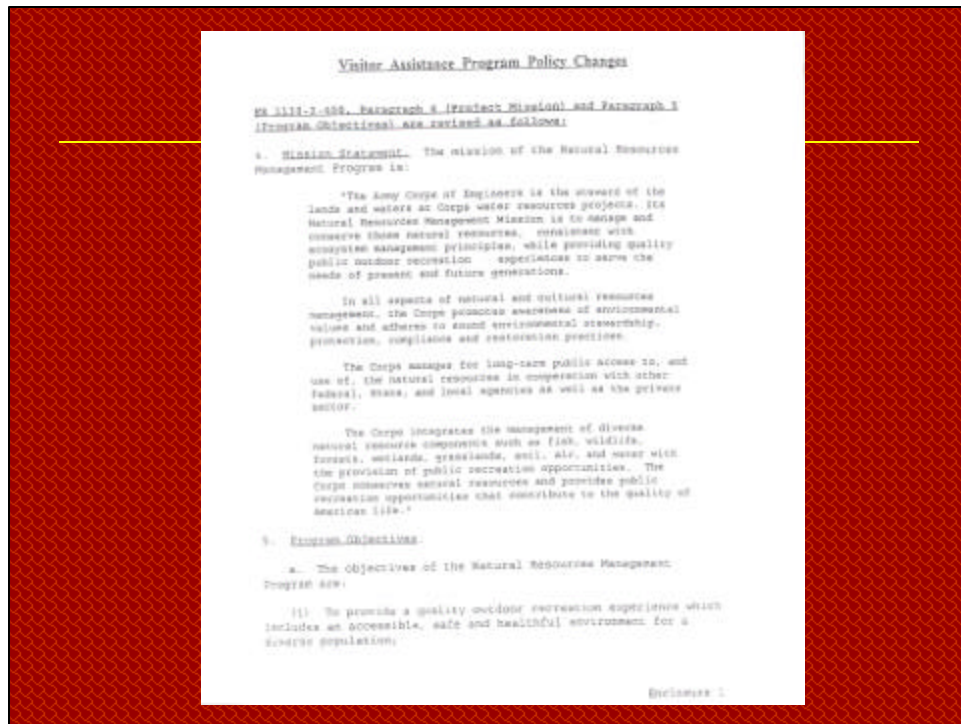 Visitor Assistance Program Policy Changes
ER 1130-2-400, Paragraph 4 (Project Mission) and Paragraph 5
(Program Objectives) are revised as follows:
4. Mission Statement. The mission of the Natural Resources
Management Program is:
"The Army Corps of Engineers is the steward of the
lands and waters at Corps water resources projects. Its
Natural Resources Management Mission is to manage and
conserve those natural resources, consistent with
ecosystem management principles, while providing quality
public outdoor recreation experiences to serve the
needs of present and future generations.
In all aspects of natural and cultural resources
management, the Corps promotes awareness of environmental
values and adheres to sound environmental stewardship,
protection, compliance and restoration practices.
The Corps manages for long-term public access to, and
use of, the natural resources in cooperation with other
Federal, State, and local agencies as well as the private
sector.
The Corps integrates the management of diverse
natural resource components such as fish, wildlife,
forests, wetlands, grasslands, soil, air, and water with
the provision of public recreation opportunities. The
Corps conserves natural resources and provides public
recreation opportunities that contribute to the quality of
American life."
5. Program Objectives.
a. The objectives of the Natural Resources Management
Program are:
(1) To provide a quality outdoor recreation experience which
includes an accessible, safe and healthful environment for a
diverse population;
Enclosure 1